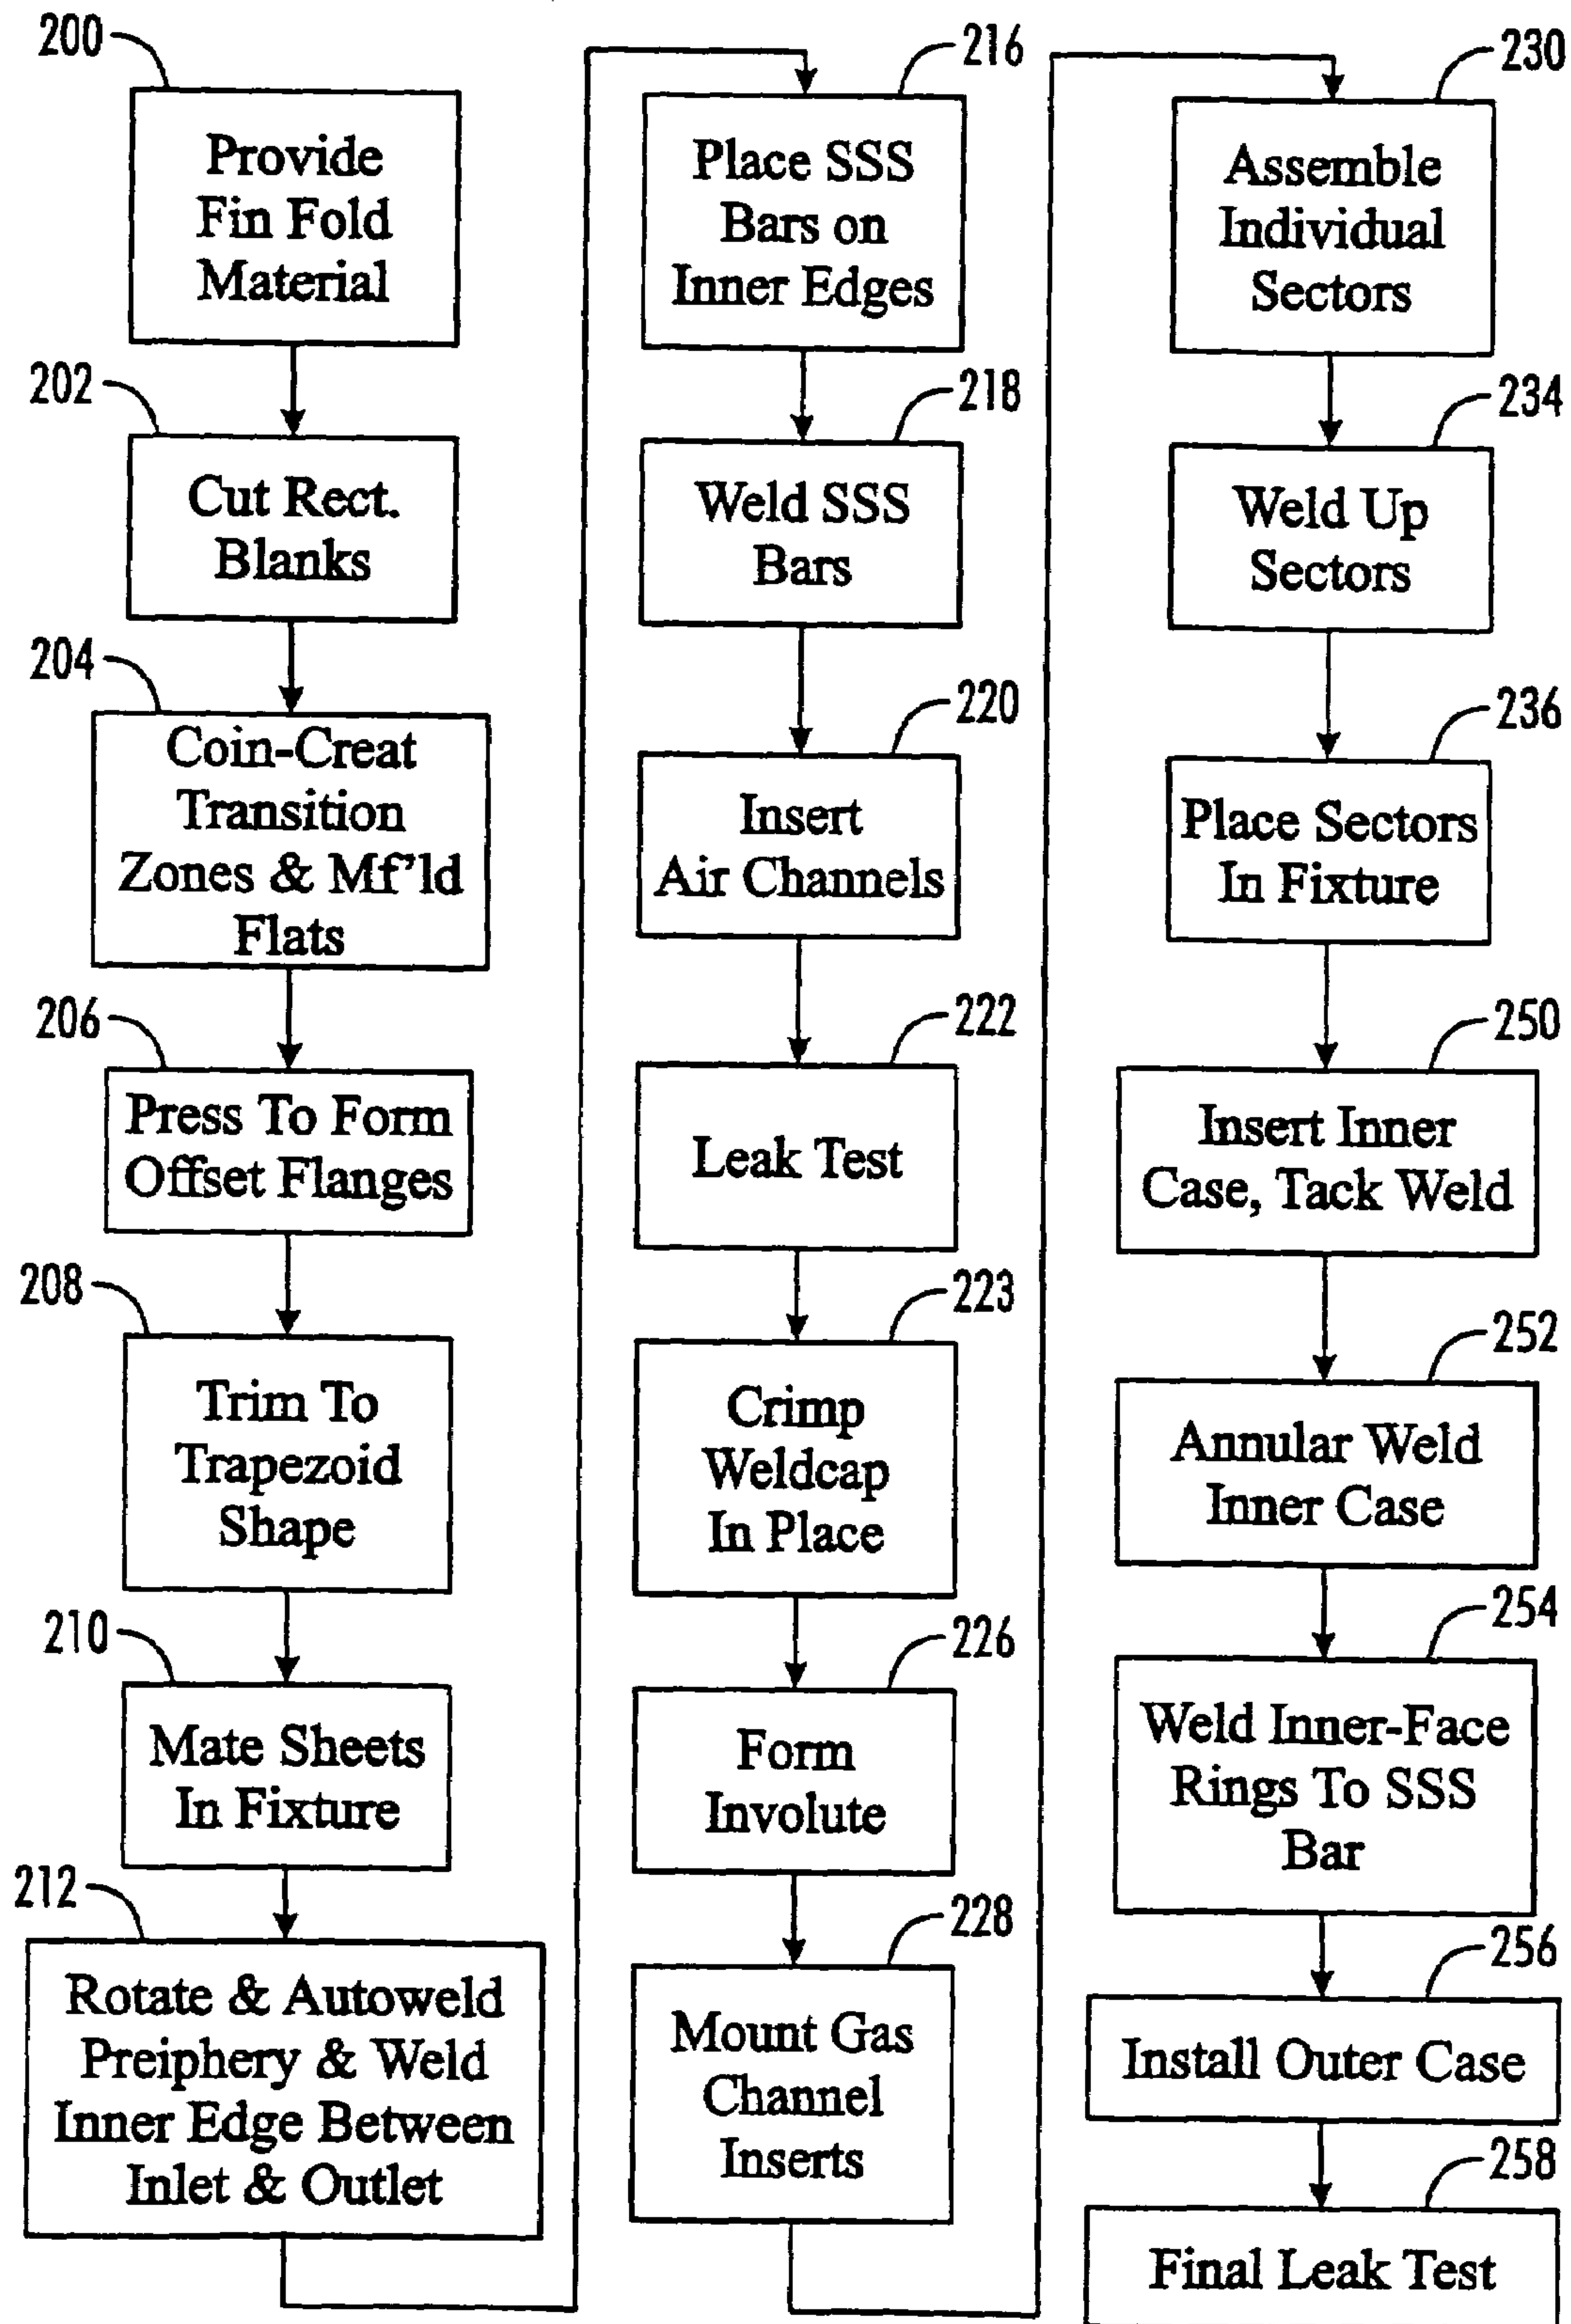 200
Provide
Fin Fold
Material
202
Cut Rect.
Blanks
204
Coin-Creat
Transition
Zones & Mf'ld
Flats
206
Press To Form
Offset Flanges
208
Trim To
Trapezoid
Shape
210
Mate Sheets
In Fixture
212
Rotate & Autoweld
Preiphery & Weld
Inner Edge Between
Inlet & Outlet
216
Place SSS
Bars on
Inner Edges
218
Weld SSS
Bars
220
Insert
Air Channels
222
Leak Test
223
Crimp
Weldcap
In Place
226
Form
Involute
228
Mount Gas
Channel
Inserts
230
Assemble
Individual
Sectors
234
Weld Up
Sectors
236
Place Sectors
In Fixture
250
Insert Inner
Case, Tack Weld
252
Annular Weld
Inner Case
254
Weld Inner-Face
Rings To SSS
Bar
256
Install Outer Case
258
Final Leak Test